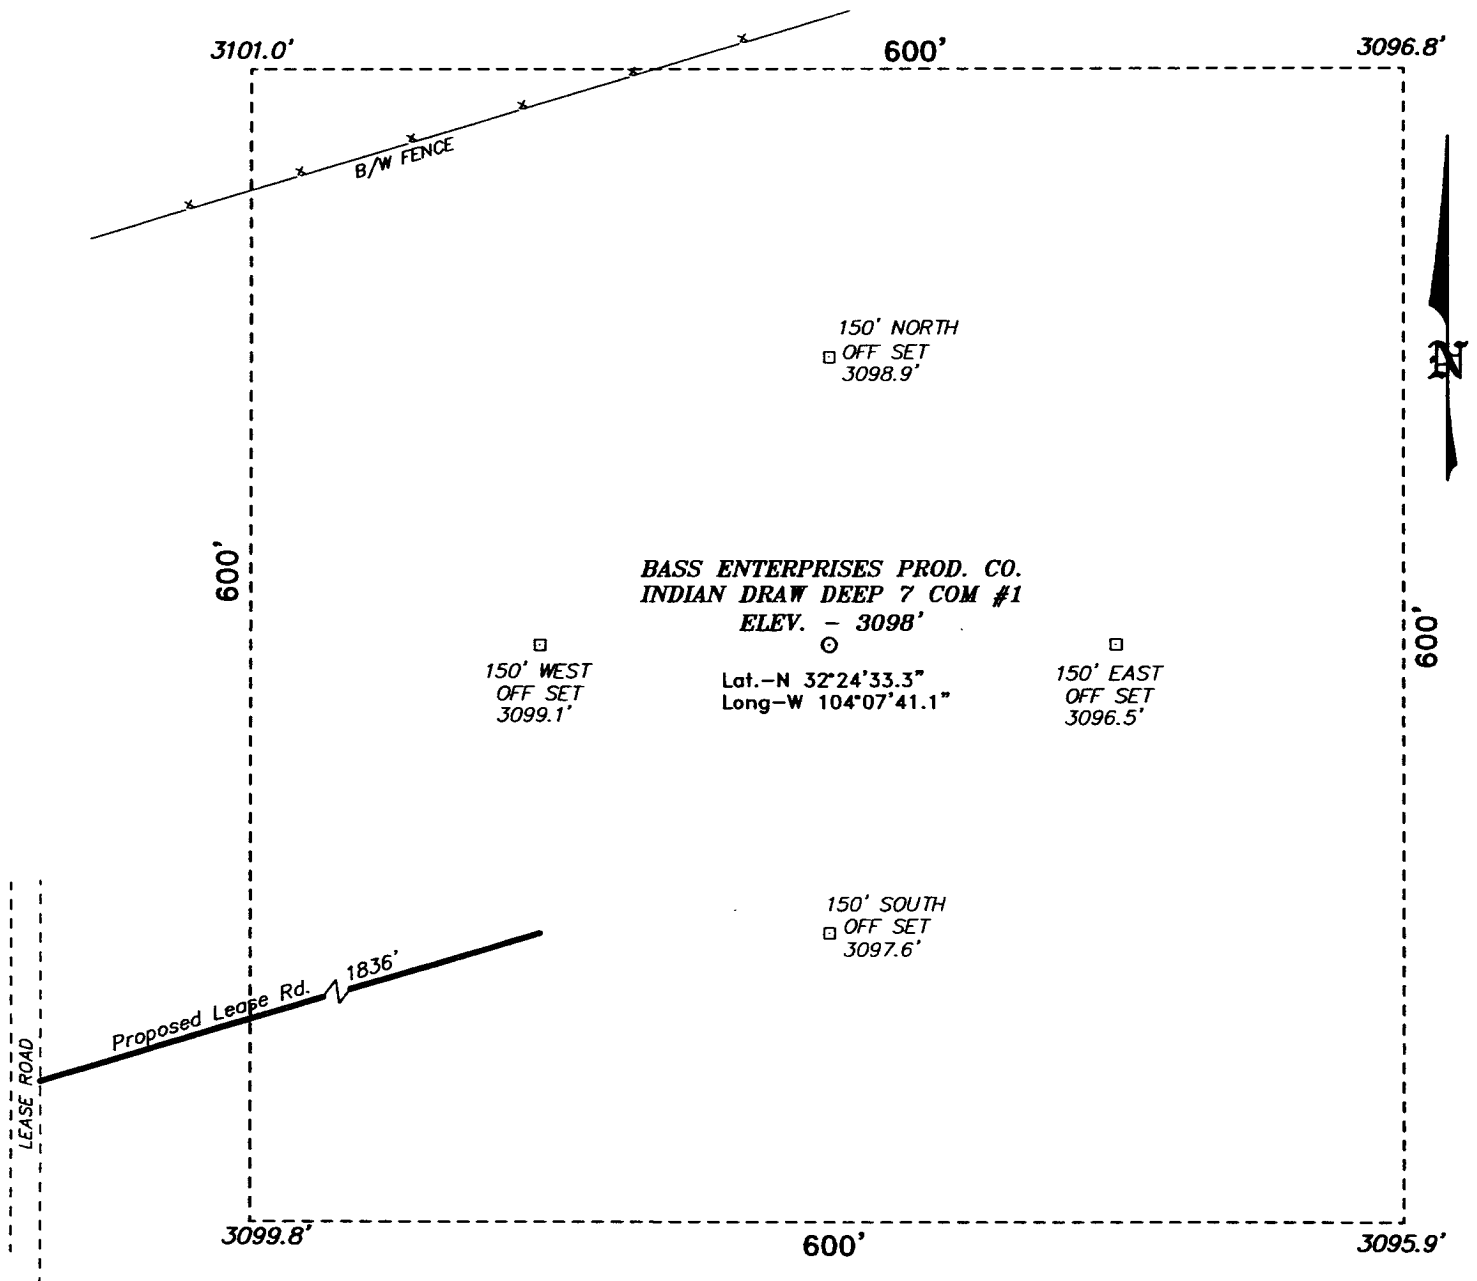 3101.0'
600'
3096.8'
B/W FENCE
150' NORTH
OFF SET
3098.9'
N
600'
BASS ENTERPRISES PROD. CO.
INDIAN DRAW DEEP 7 COM #1
ELEV. - 3098'
600'
150' WEST
OFF SET
3099.1'
Lat.-N 32°24'33.3"
Long-W 104°07'41.1"
150' EAST
OFF SET
3096.5'
150' SOUTH
OFF SET
3097.6'
Proposed Lease Rd. 1836'
LEASE ROAD
3099.8'
600'
3095.9'